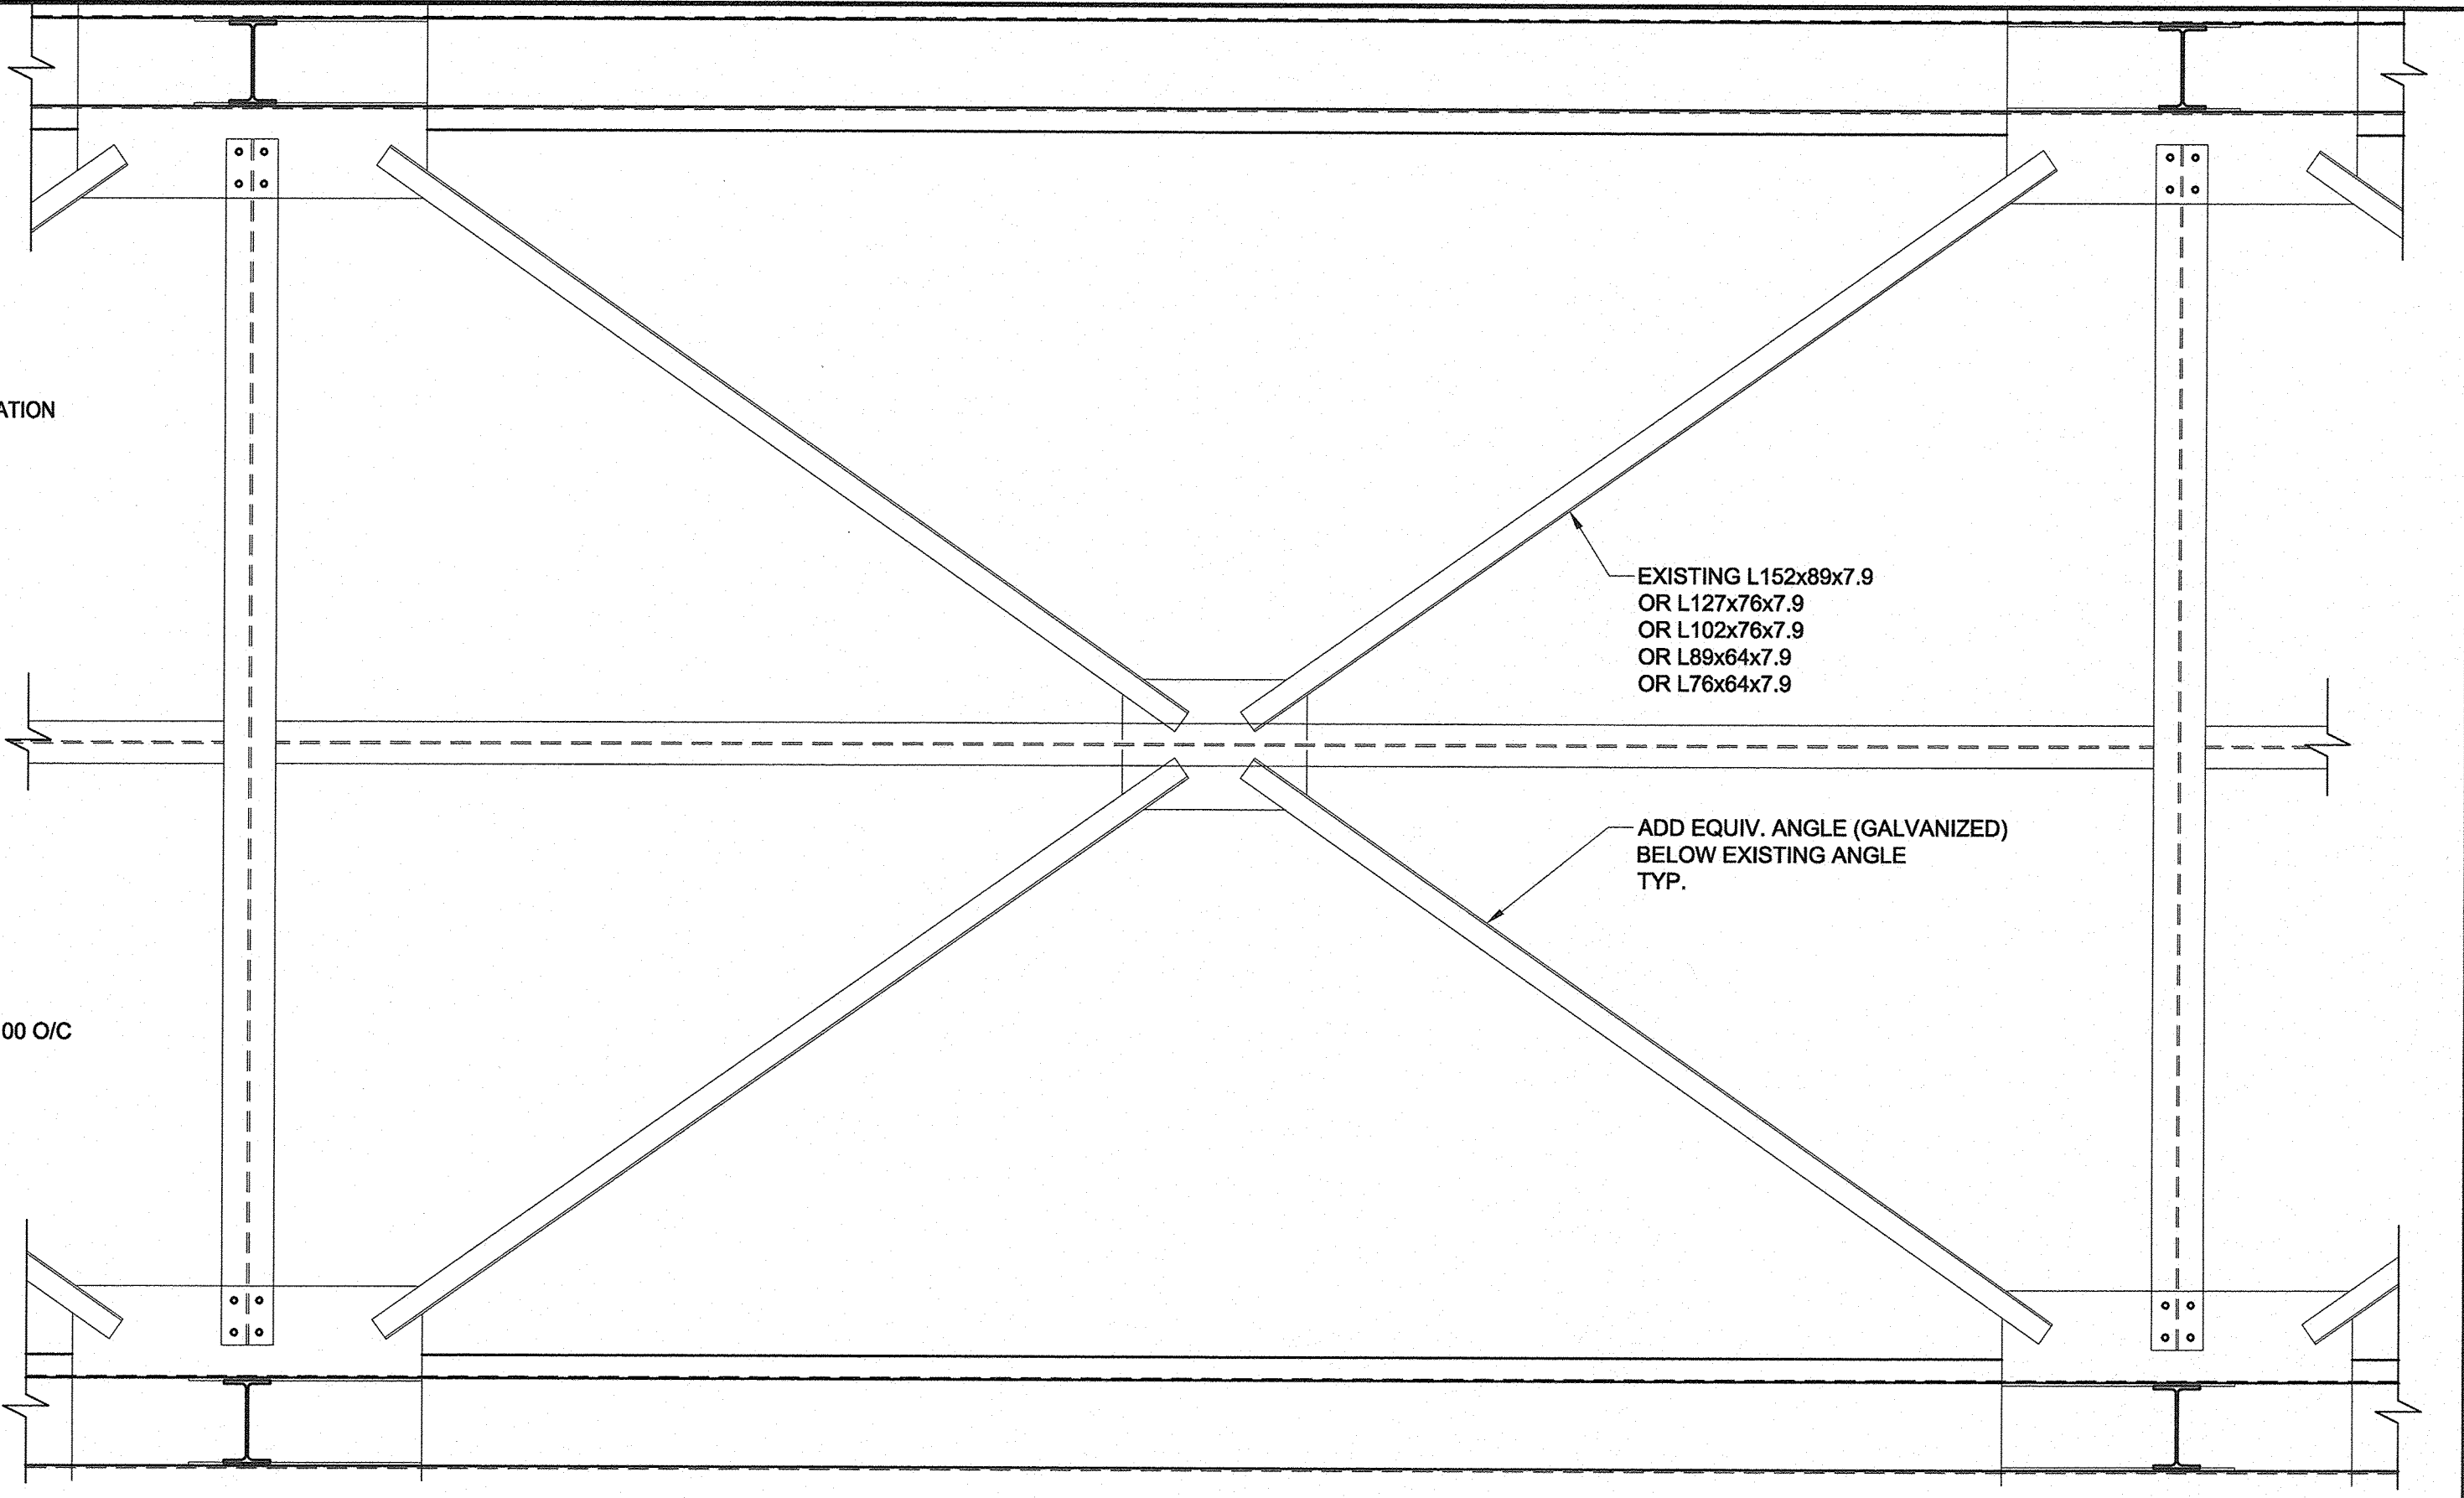 ATION
EXISTING L152x89x7.9
OR L127x76x7.9
OR L102x76x7.9
OR L89x64x7.9
OR L76x64x7.9
ADD EQUIV. ANGLE (GALVANIZED)
BELOW EXISTING ANGLE
TYP.
00 O/C